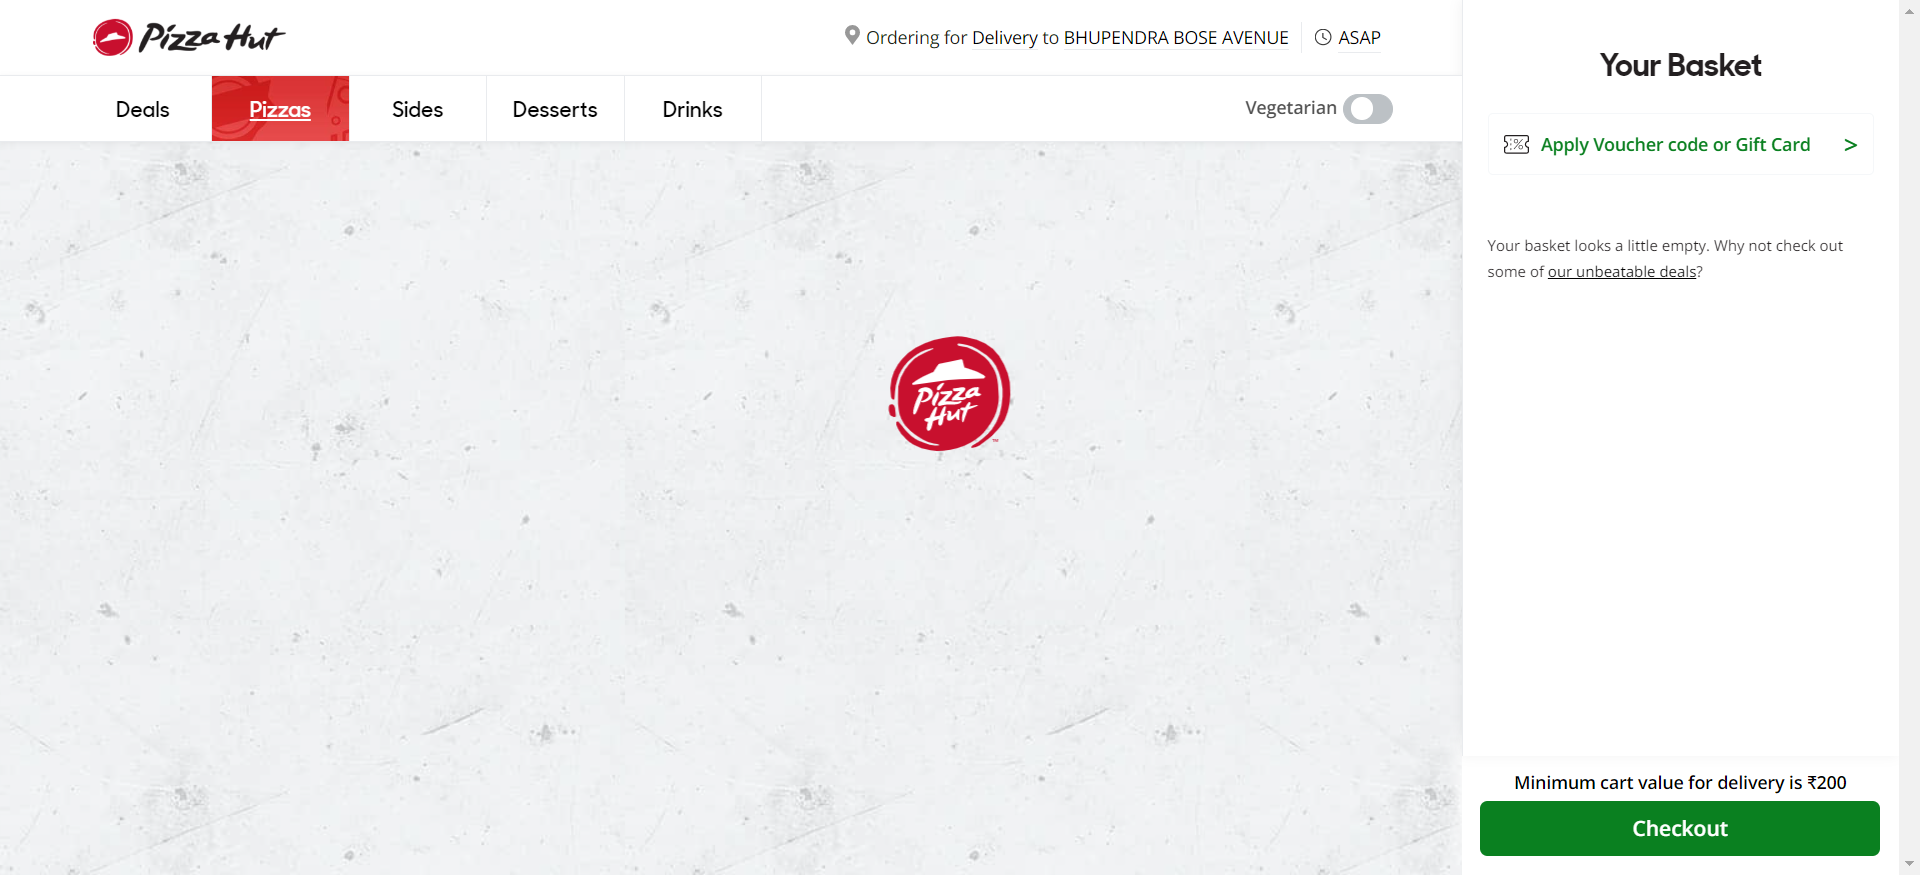 Pizza Hut
Ordering for Delivery to BHUPENDRA BOSE AVENUE
ASAP
Deals
Pizzas
Sides
Desserts
Drinks
Vegetarian
Pizza
Hut
™
Your Basket
Apply Voucher code or Gift Card >
Your basket looks a little empty. Why not check out
some of our unbeatable deals?
Minimum cart value for delivery is ₹200
Checkout